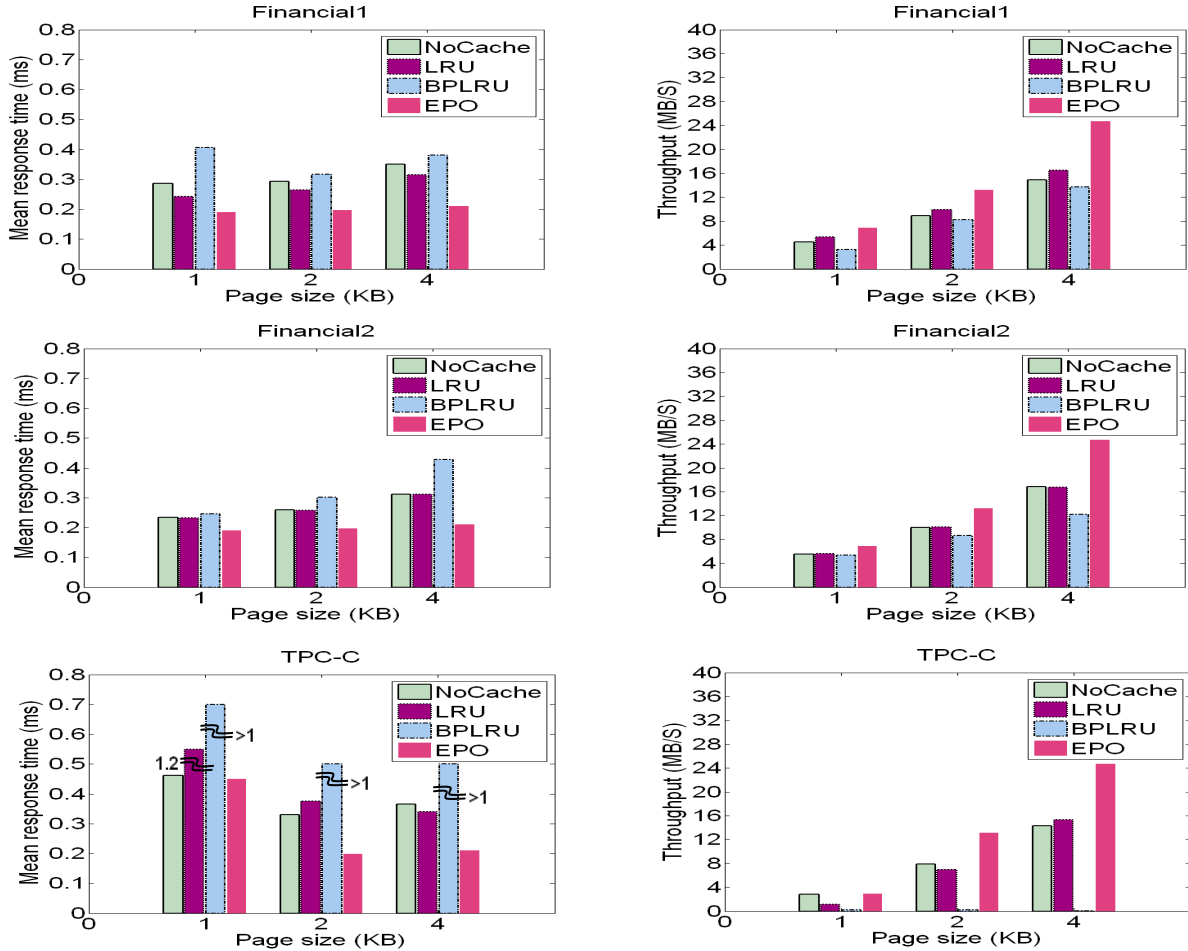 Financial1
Mean response time (ms)
0.8
0.7
0.6
0.5
0.4
0.3
0.2
0.1
0
NoCache
LRU
BPLRU
EPO
0 1 2 4
Page size (KB)
Financial1
Throughput (MB/S)
40
36
32
28
24
20
16
12
8
4
0
NoCache
LRU
BPLRU
EPO
0 1 2 4
Page size (KB)
Financial2
Mean response time (ms)
0.8
0.7
0.6
0.5
0.4
0.3
0.2
0.1
0
NoCache
LRU
BPLRU
EPO
0 1 2 4
Page size (KB)
Financial2
Throughput (MB/S)
40
36
32
28
24
20
16
12
8
4
0
NoCache
LRU
BPLRU
EPO
0 1 2 4
Page size (KB)
TPC-C
Mean response time (ms)
0.8
0.7
0.6
0.5
0.4
0.3
0.2
0.1
0
NoCache
LRU
BPLRU
EPO
1.2
>1
>1
>1
0 1 2 4
Page size (KB)
TPC-C
Throughput (MB/S)
40
36
32
28
24
20
16
12
8
4
0
NoCache
LRU
BPLRU
EPO
0 1 2 4
Page size (KB)